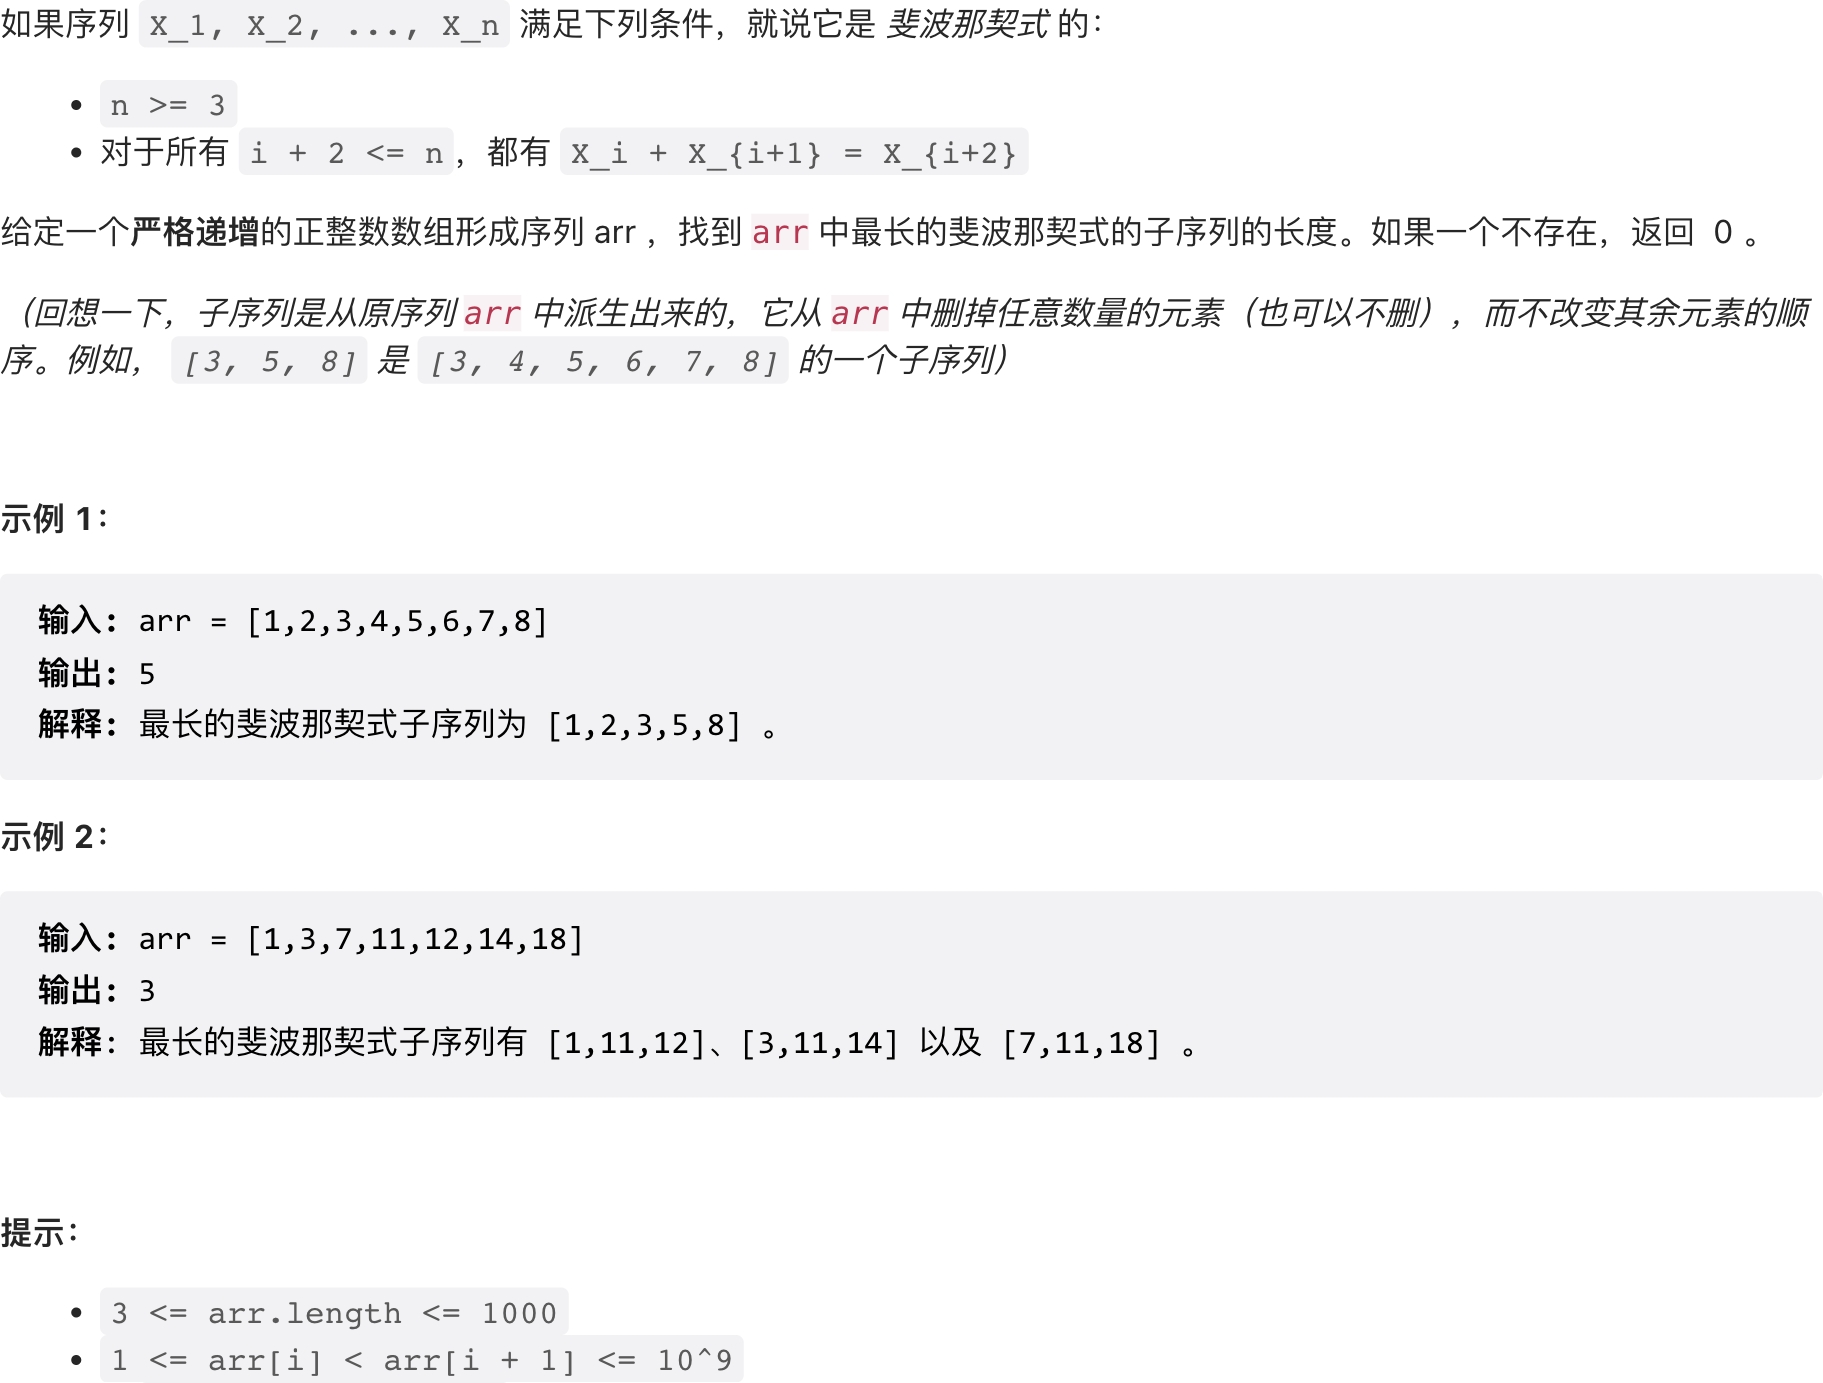 如果序列 X_1, X_2, ..., X_n 满足下列条件，就说它是 斐波那契式 的：
• n >= 3
• 对于所有 i + 2 <= n，都有 X_i + X_{i+1} = X_{i+2}
给定一个严格递增的正整数数组形成序列 arr ，找到 arr 中最长的斐波那契式的子序列的长度。如果一个不存在，返回 0 。
（回想一下，子序列是从原序列 arr 中派生出来的，它从 arr 中删掉任意数量的元素（也可以不删），而不改变其余元素的顺
序。例如， [3, 5, 8] 是 [3, 4, 5, 6, 7, 8] 的一个子序列）
示例 1：
输入: arr = [1,2,3,4,5,6,7,8]
输出: 5
解释: 最长的斐波那契式子序列为 [1,2,3,5,8] 。
示例 2：
输入: arr = [1,3,7,11,12,14,18]
输出: 3
解释: 最长的斐波那契式子序列有 [1,11,12]、[3,11,14] 以及 [7,11,18] 。
提示：
• 3 <= arr.length <= 1000
• 1 <= arr[i] < arr[i + 1] <= 10^9